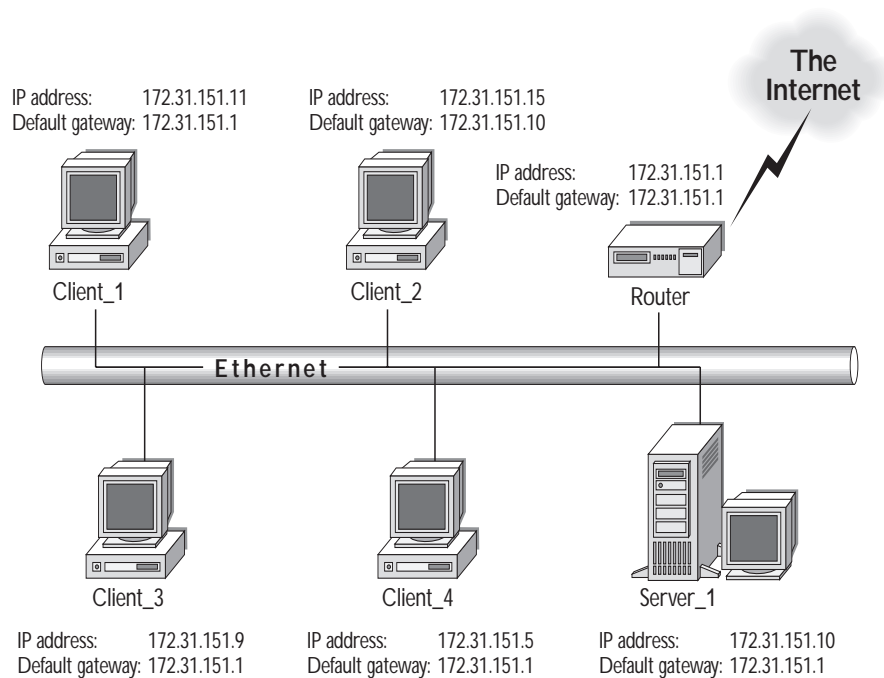 The
Internet
IP address: 172.31.151.11
Default gateway: 172.31.151.1
IP address: 172.31.151.15
Default gateway: 172.31.151.10
IP address: 172.31.151.1
Default gateway: 172.31.151.1
Client_1
Client_2
Router
Ethernet
Client_3
Client_4
Server_1
IP address: 172.31.151.9
Default gateway: 172.31.151.1
IP address: 172.31.151.5
Default gateway: 172.31.151.1
IP address: 172.31.151.10
Default gateway: 172.31.151.1